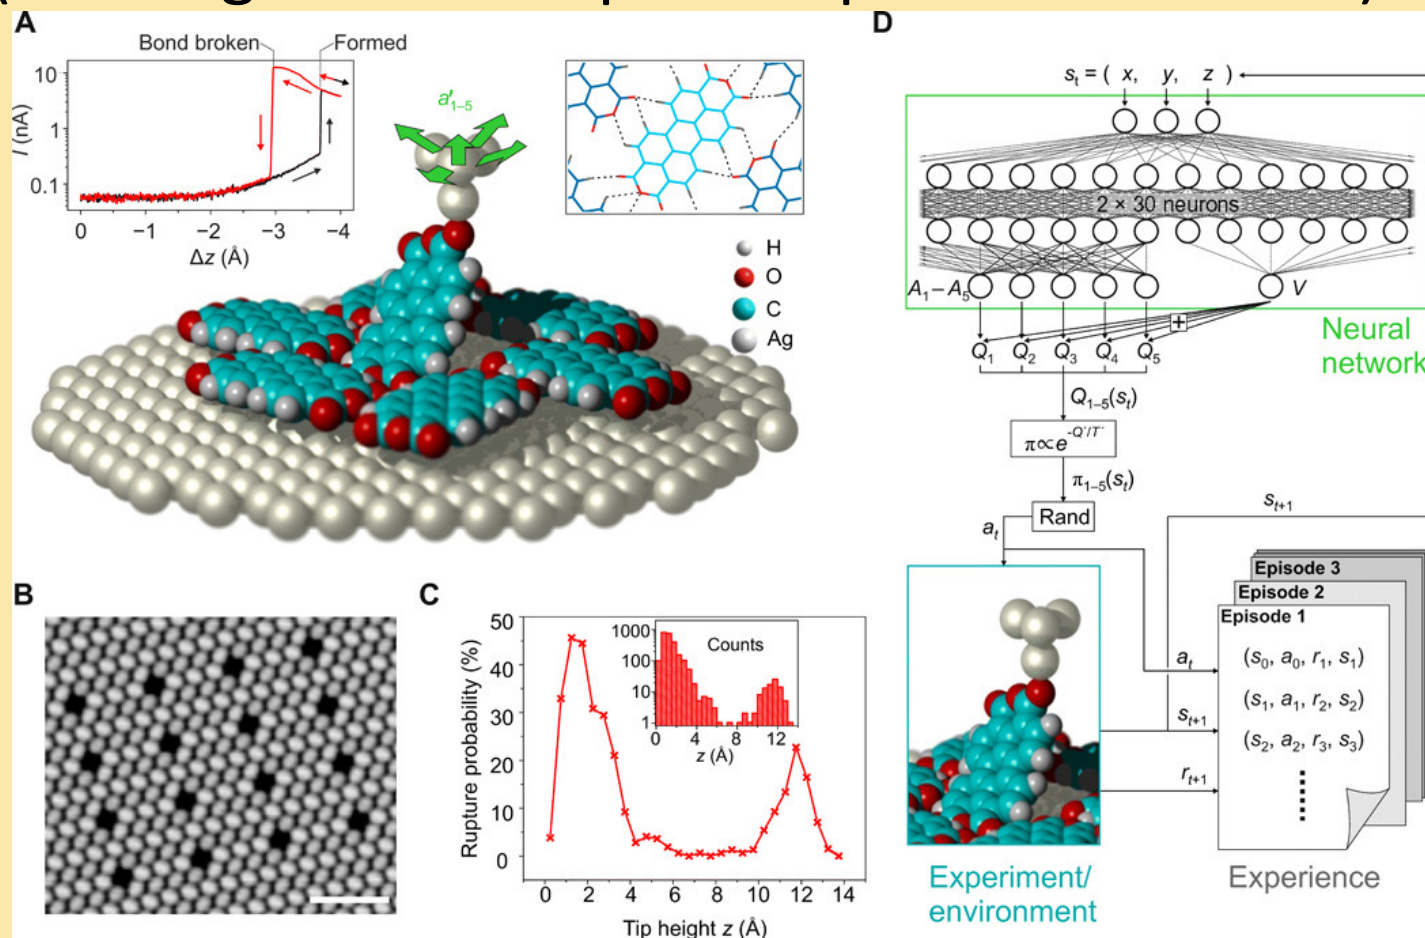 A
Bond broken
Formed
10
1
0.1
I (nA)
0
−1
−2
−3
−4
Δz (Å)
a′1–5
H
O
C
Ag
B
C
50
40
30
20
10
0
Rupture probability (%)
1000
100
10
1
Counts
0
4
8
12
z (Å)
0
2
4
6
8
10
12
14
Tip height z (Å)
D
st = ( x, y, z )
2 × 30 neurons
A1−A5
V
+
Q1
Q2
Q3
Q4
Q5
Neural
network
Q1–5(st)
π∝e-Q'/T'
π1–5(st)
Rand
at
st+1
Episode 3
Episode 2
Episode 1
(s0, a0, r1, s1)
(s1, a1, r2, s2)
(s2, a2, r3, s3)
at
st+1
rt+1
Experiment/
environment
Experience